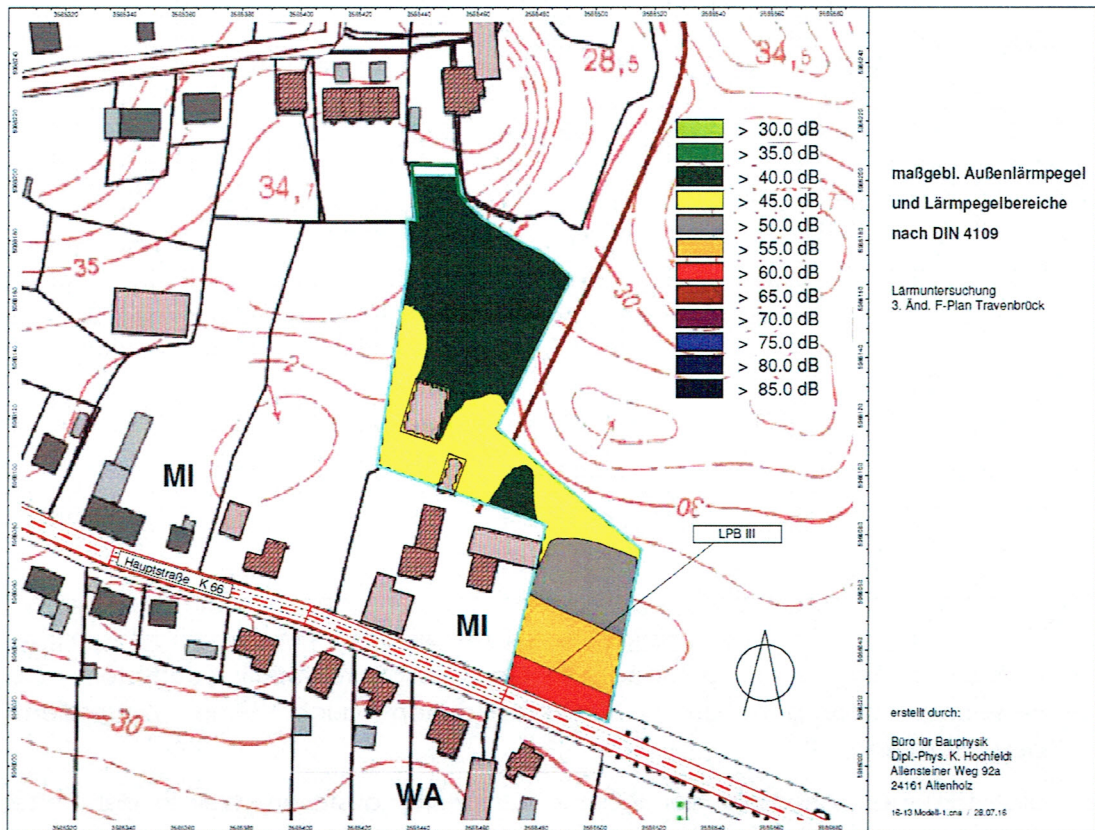 28,5
34,5
34,1
35
30
30
30
2
> 30.0 dB
> 35.0 dB
> 40.0 dB
> 45.0 dB
> 50.0 dB
> 55.0 dB
> 60.0 dB
> 65.0 dB
> 70.0 dB
> 75.0 dB
> 80.0 dB
> 85.0 dB
MI
Hauptstraße K 66
LPB III
MI
WA
maßgebl. Außenlärmpegel
und Lärmpegelbereiche
nach DIN 4109
Lärmuntersuchung
3. Änd. F-Plan Travenbrück
erstellt durch:
Büro für Bauphysik
Dipl.-Phys. K. Hochfeldt
Allensteiner Weg 92a
24161 Altenholz
16-13 Modell-1.cna / 28.07.16